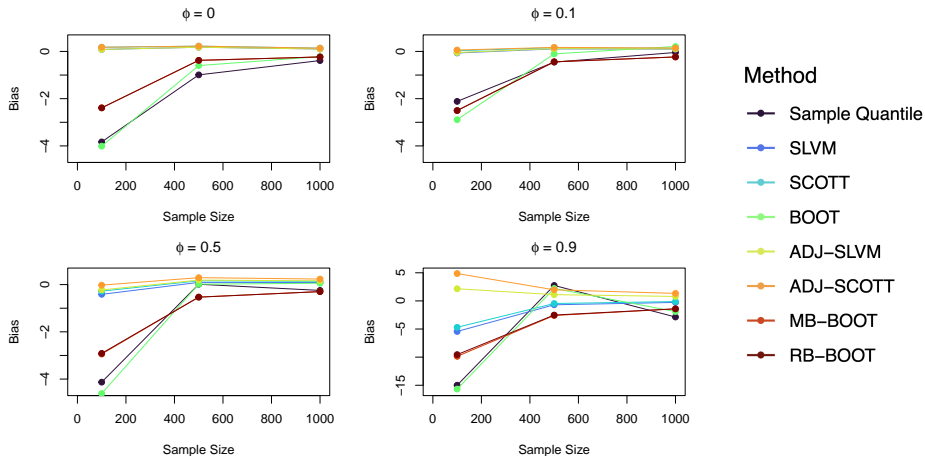 ϕ = 0
Bias
0
−2
−4
0 200 400 600 800 1000
Sample Size
ϕ = 0.1
Bias
0
−2
−4
0 200 400 600 800 1000
Sample Size
ϕ = 0.5
Bias
0
−2
−4
0 200 400 600 800 1000
Sample Size
ϕ = 0.9
Bias
5
0
−5
−15
0 200 400 600 800 1000
Sample Size
Method
Sample Quantile
SLVM
SCOTT
BOOT
ADJ−SLVM
ADJ−SCOTT
MB−BOOT
RB−BOOT